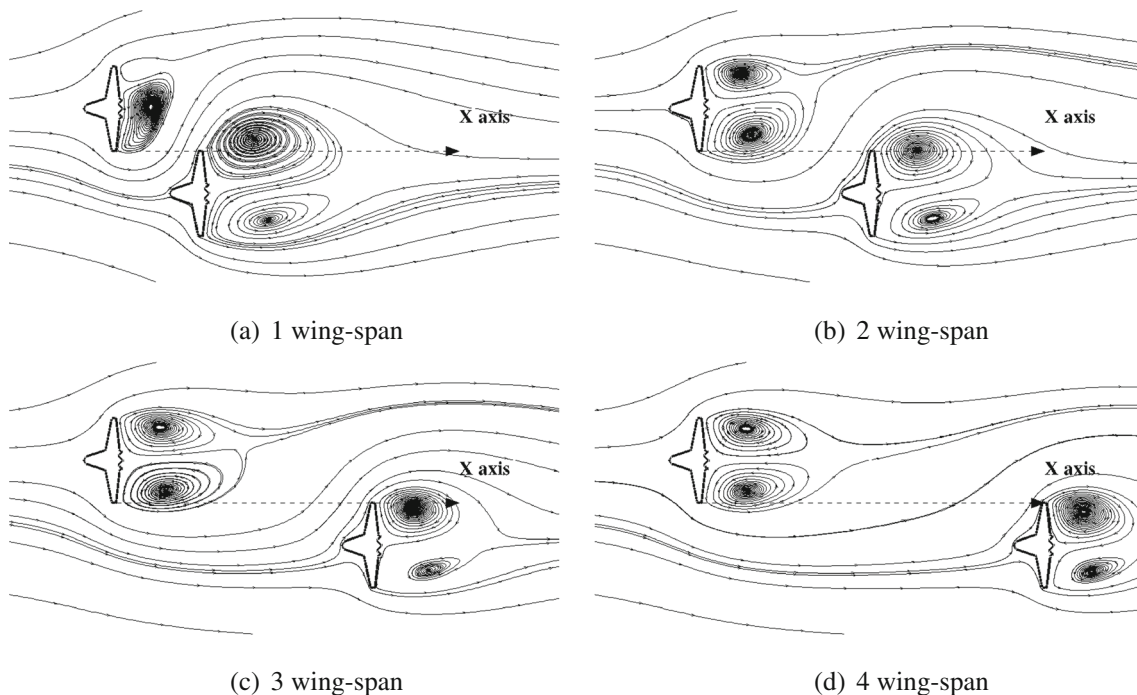 X axis
X axis
(a) 1 wing-span
(b) 2 wing-span
X axis
X axis
(c) 3 wing-span
(d) 4 wing-span